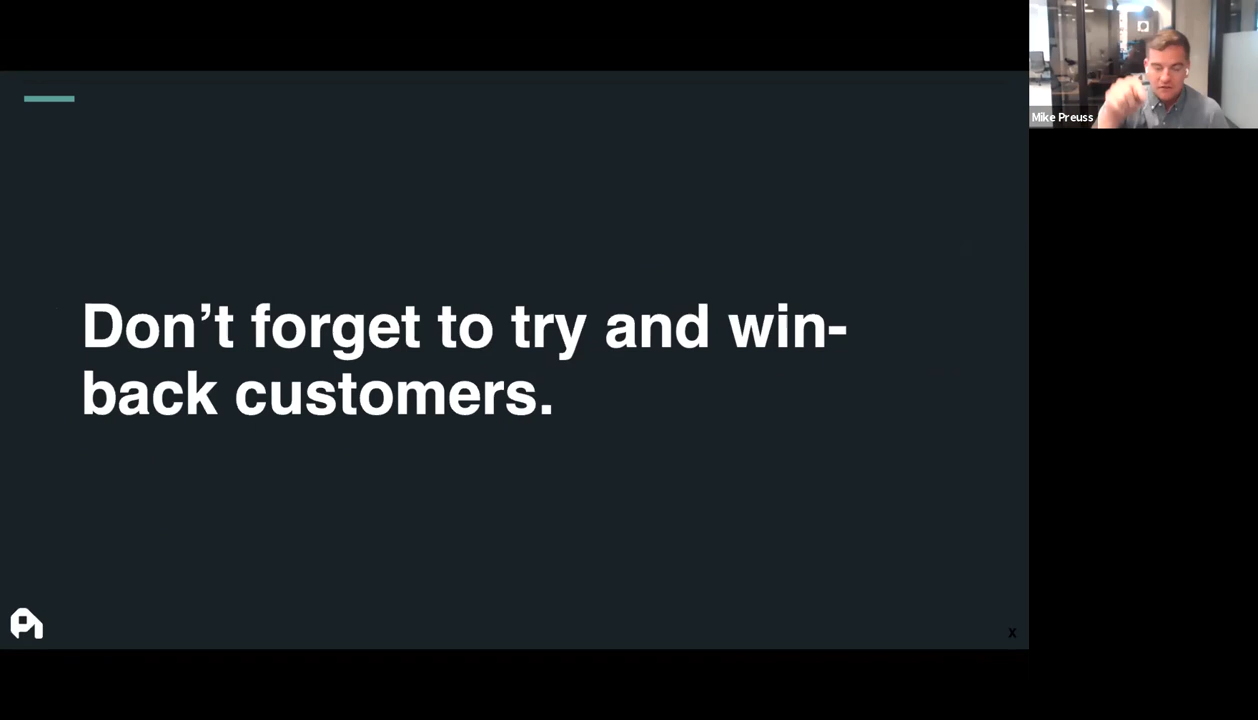 Mike Preuss
Don’t forget to try and win-
back customers.
x